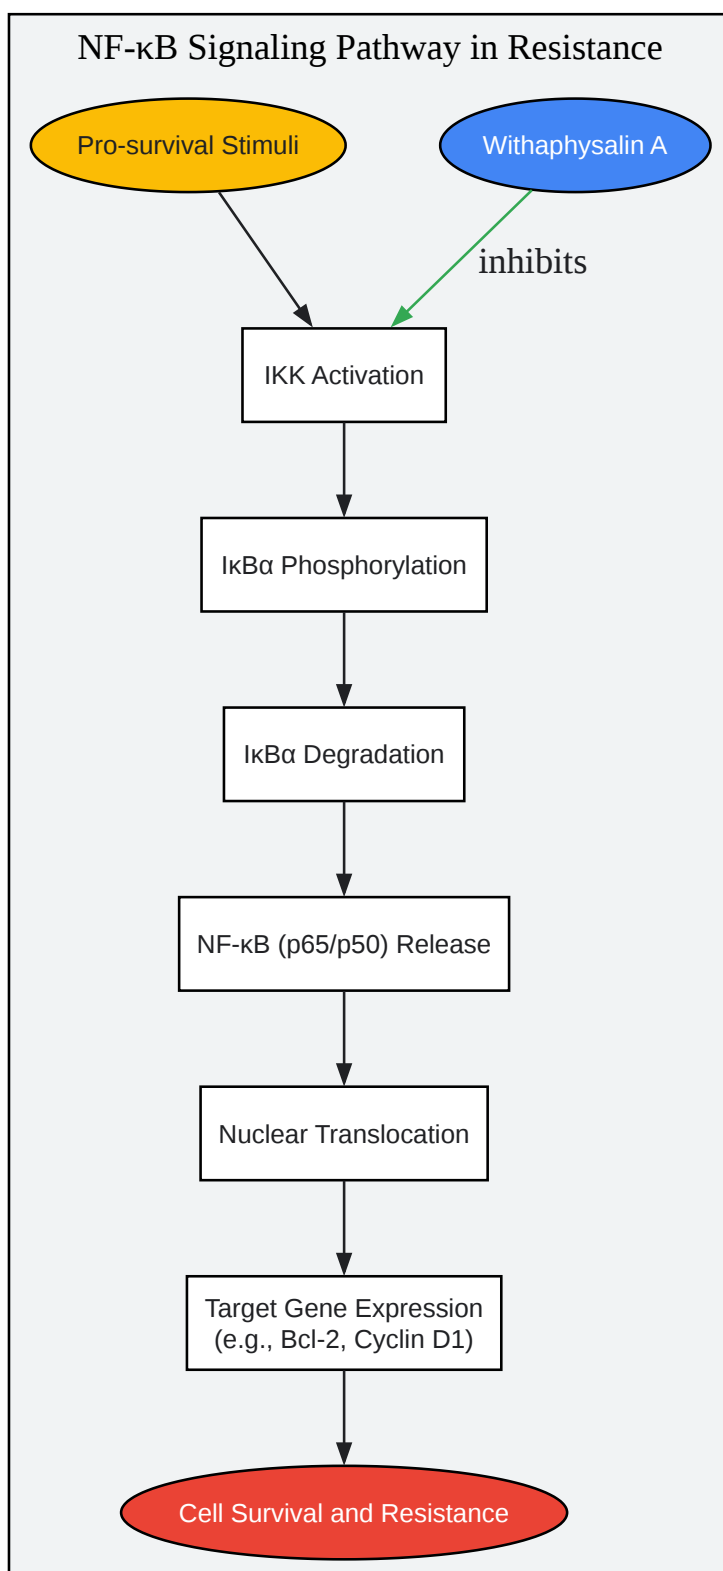 NF-κB Signaling Pathway in Resistance
Pro-survival Stimuli
Withaphysalin A
inhibits
IKK Activation
IκBα Phosphorylation
IκBα Degradation
NF-κB (p65/p50) Release
Nuclear Translocation
Target Gene Expression
(e.g., Bcl-2, Cyclin D1)
Cell Survival and Resistance